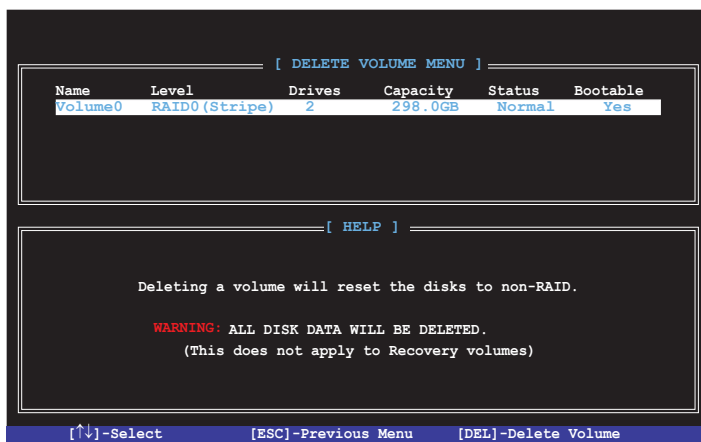 [ DELETE VOLUME MENU ]
Name Level Drives Capacity Status Bootable
Volume0 RAID0(Stripe) 2 298.0GB Normal Yes
[ HELP ]
Deleting a volume will reset the disks to non-RAID.
WARNING: ALL DISK DATA WILL BE DELETED.
(This does not apply to Recovery volumes)
[↑↓]-Select [ESC]-Previous Menu [DEL]-Delete Volume